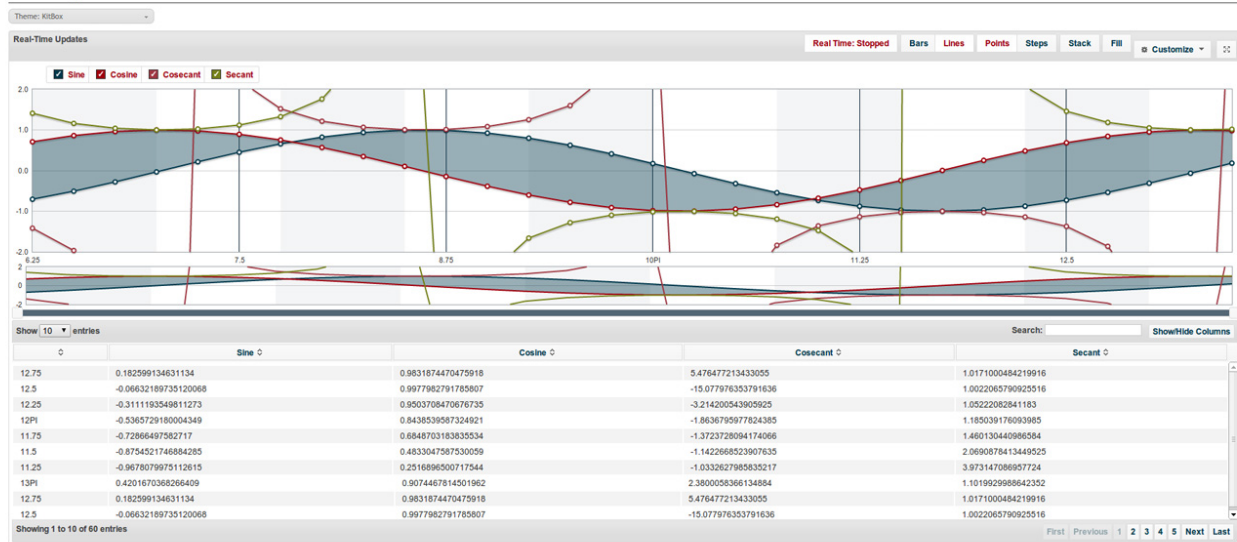 Theme: KitBox
Real-Time Updates
Real Time: Stopped Bars Lines Points Steps Stack Fill Customize
Sine Cosine Cosecant Secant
2.0
1.0
0.0
-1.0
-2.0
6.25 7.5 8.75 10PI 11.25 12.5
2
0
-2
Show 10 entries Search: Show/Hide Columns
Sine Cosine Cosecant Secant
12.75 0.182599134631134 0.9831874470475918 5.476477213433055 1.0171000484219916
12.5 -0.06632189735120068 0.9977982791785807 -15.077976353791636 1.0022065790925516
12.25 -0.3111193549811273 0.9503708470676735 -3.214200543905925 1.05222082841183
12PI -0.5365729180004349 0.8438539587324921 -1.8636795977824385 1.185039176093985
11.75 -0.72866497582717 0.6848703183835534 -1.3723728094174066 1.460130440986584
11.5 -0.8754521746884285 0.4833047587530059 -1.1422668523907635 2.0690878413449525
11.25 -0.9678079975112615 0.2516896500717544 -1.0332627985835217 3.973147086957724
13PI 0.4201670368266409 0.9074467814501962 2.3800058366134884 1.1019929988642352
12.75 0.182599134631134 0.9831874470475918 5.476477213433055 1.0171000484219916
12.5 -0.06632189735120068 0.9977982791785807 -15.077976353791636 1.0022065790925516
Showing 1 to 10 of 60 entries First Previous 1 2 3 4 5 Next Last